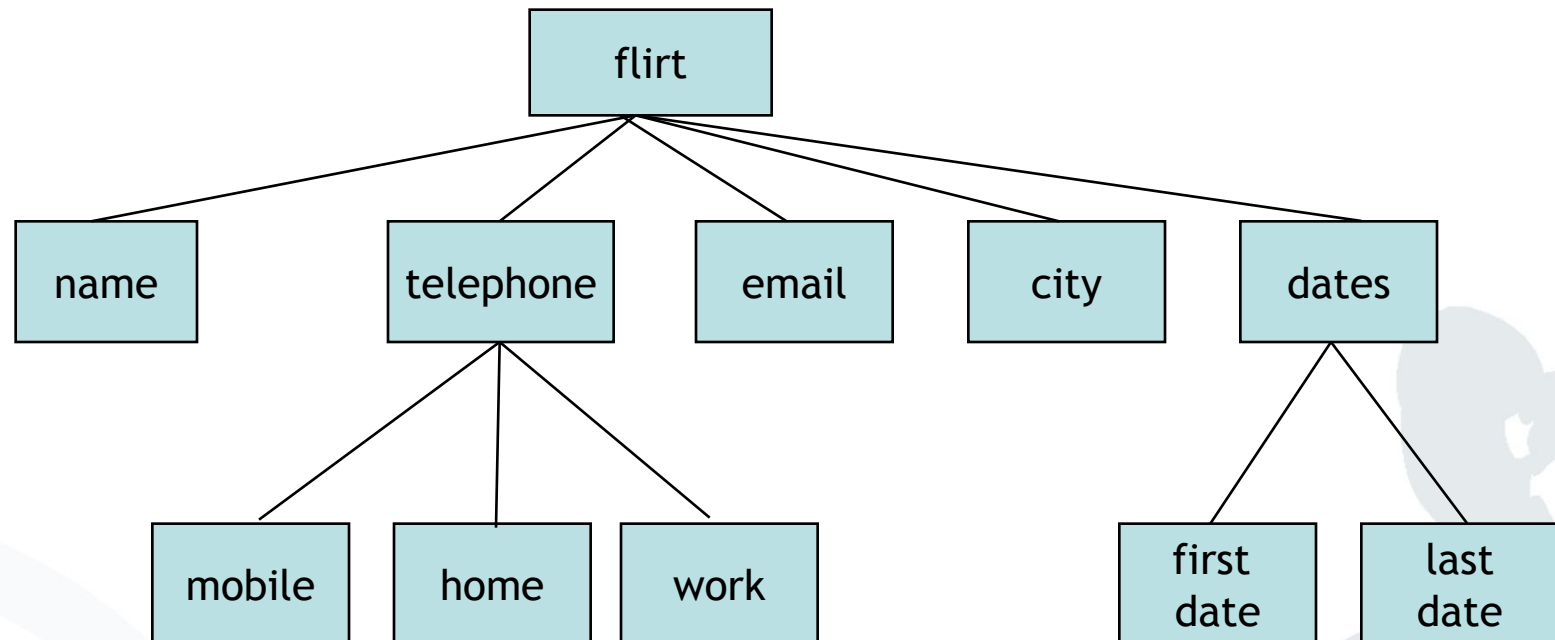 flirt
name
telephone
email
city
dates
mobile
home
work
first
date
last
date